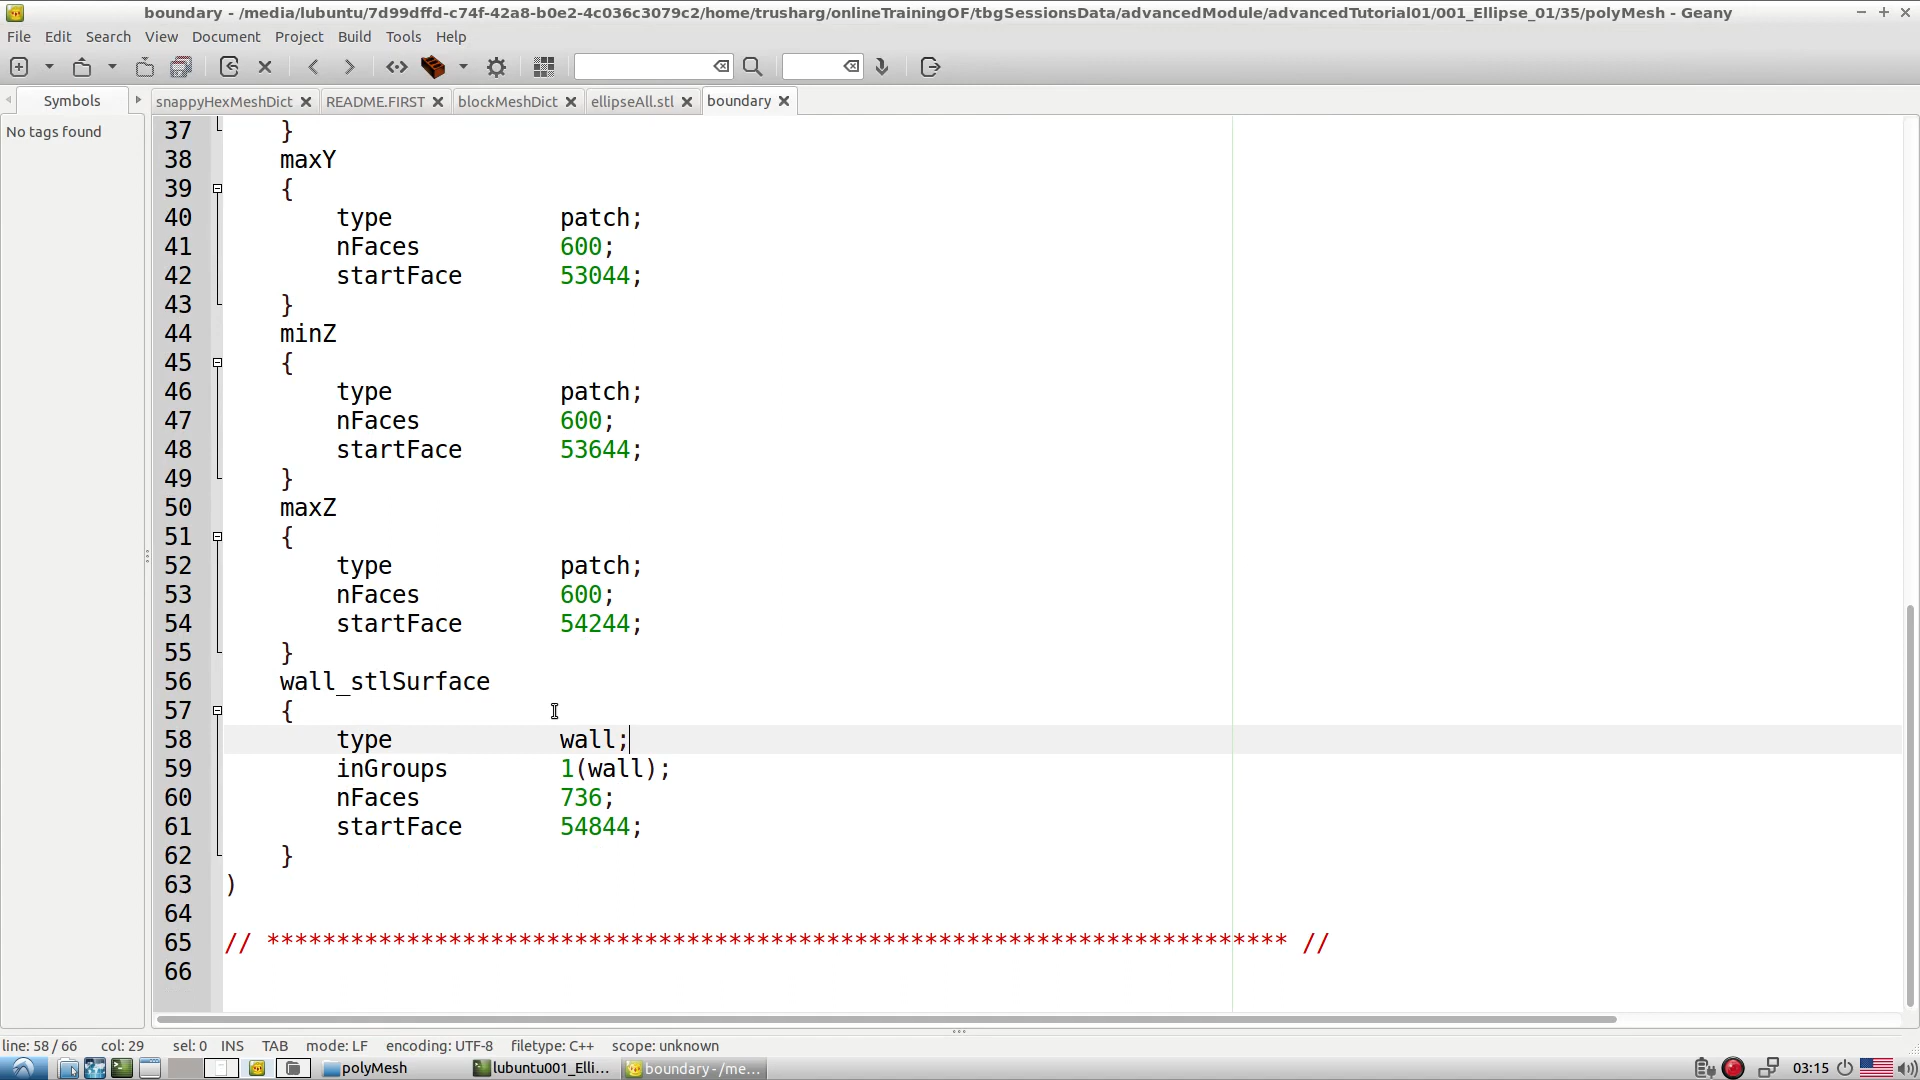 boundary - /media/lubuntu/7d99dffd-c74f-42a8-b0e2-4c036c3079c2/home/trusharg/onlineTrainingOF/tbgSessionsData/advancedModule/advancedTutorial01/001_Ellipse_01/35/polyMesh - Geany
File Edit Search View Document Project Build Tools Help
Symbols snappyHexMeshDict README.FIRST blockMeshDict ellipseAll.stl boundary
No tags found
37 }
38 maxY
39 {
40 type patch;
41 nFaces 600;
42 startFace 53044;
43 }
44 minZ
45 {
46 type patch;
47 nFaces 600;
48 startFace 53644;
49 }
50 maxZ
51 {
52 type patch;
53 nFaces 600;
54 startFace 54244;
55 }
56 wall_stlSurface
57 {
58 type wall;
59 inGroups 1(wall);
60 nFaces 736;
61 startFace 54844;
62 }
63 )
64
65 // ************************************************************************* //
66
line: 58 / 66 col: 29 sel: 0 INS TAB mode: LF encoding: UTF-8 filetype: C++ scope: unknown
polyMesh lubuntu001_Elli... boundary - /me... 03:15